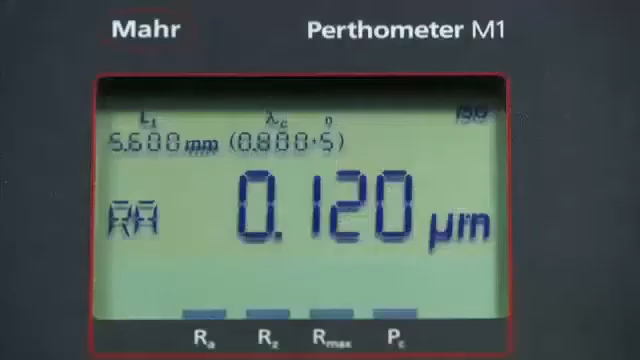 Mahr Perthometer M1
Lt λc n ISO
5.600 mm (0.800·5)
RA 0.120 µm
Ra Rz Rmax Pc